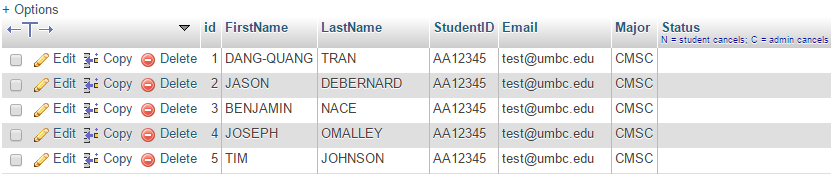 + Options
id FirstName LastName StudentID Email Major Status
N = student cancels; C = admin cancels
Edit Copy Delete 1 DANG-QUANG TRAN AA12345 test@umbc.edu CMSC
Edit Copy Delete 2 JASON DEBERNARD AA12345 test@umbc.edu CMSC
Edit Copy Delete 3 BENJAMIN NACE AA12345 test@umbc.edu CMSC
Edit Copy Delete 4 JOSEPH OMALLEY AA12345 test@umbc.edu CMSC
Edit Copy Delete 5 TIM JOHNSON AA12345 test@umbc.edu CMSC